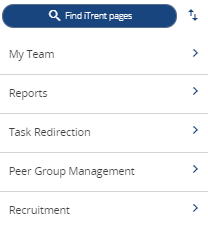 Find iTrent pages
My Team
Reports
Task Redirection
Peer Group Management
Recruitment